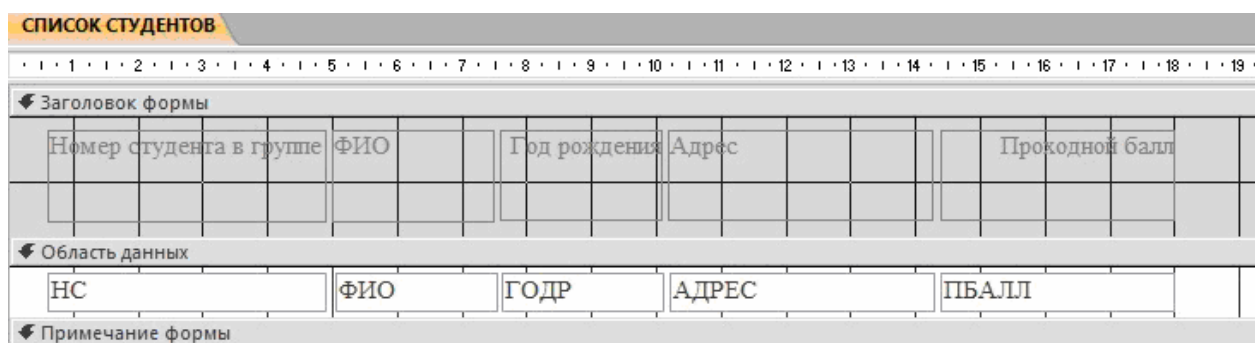 СПИСОК СТУДЕНТОВ
1 2 3 4 5 6 7 8 9 10 11 12 13 14 15 16 17 18 19
Заголовок формы
Номер студента в группе ФИО Год рождения Адрес Проходной балл
Область данных
НС ФИО ГОДР АДРЕС ПБАЛЛ
Примечание формы